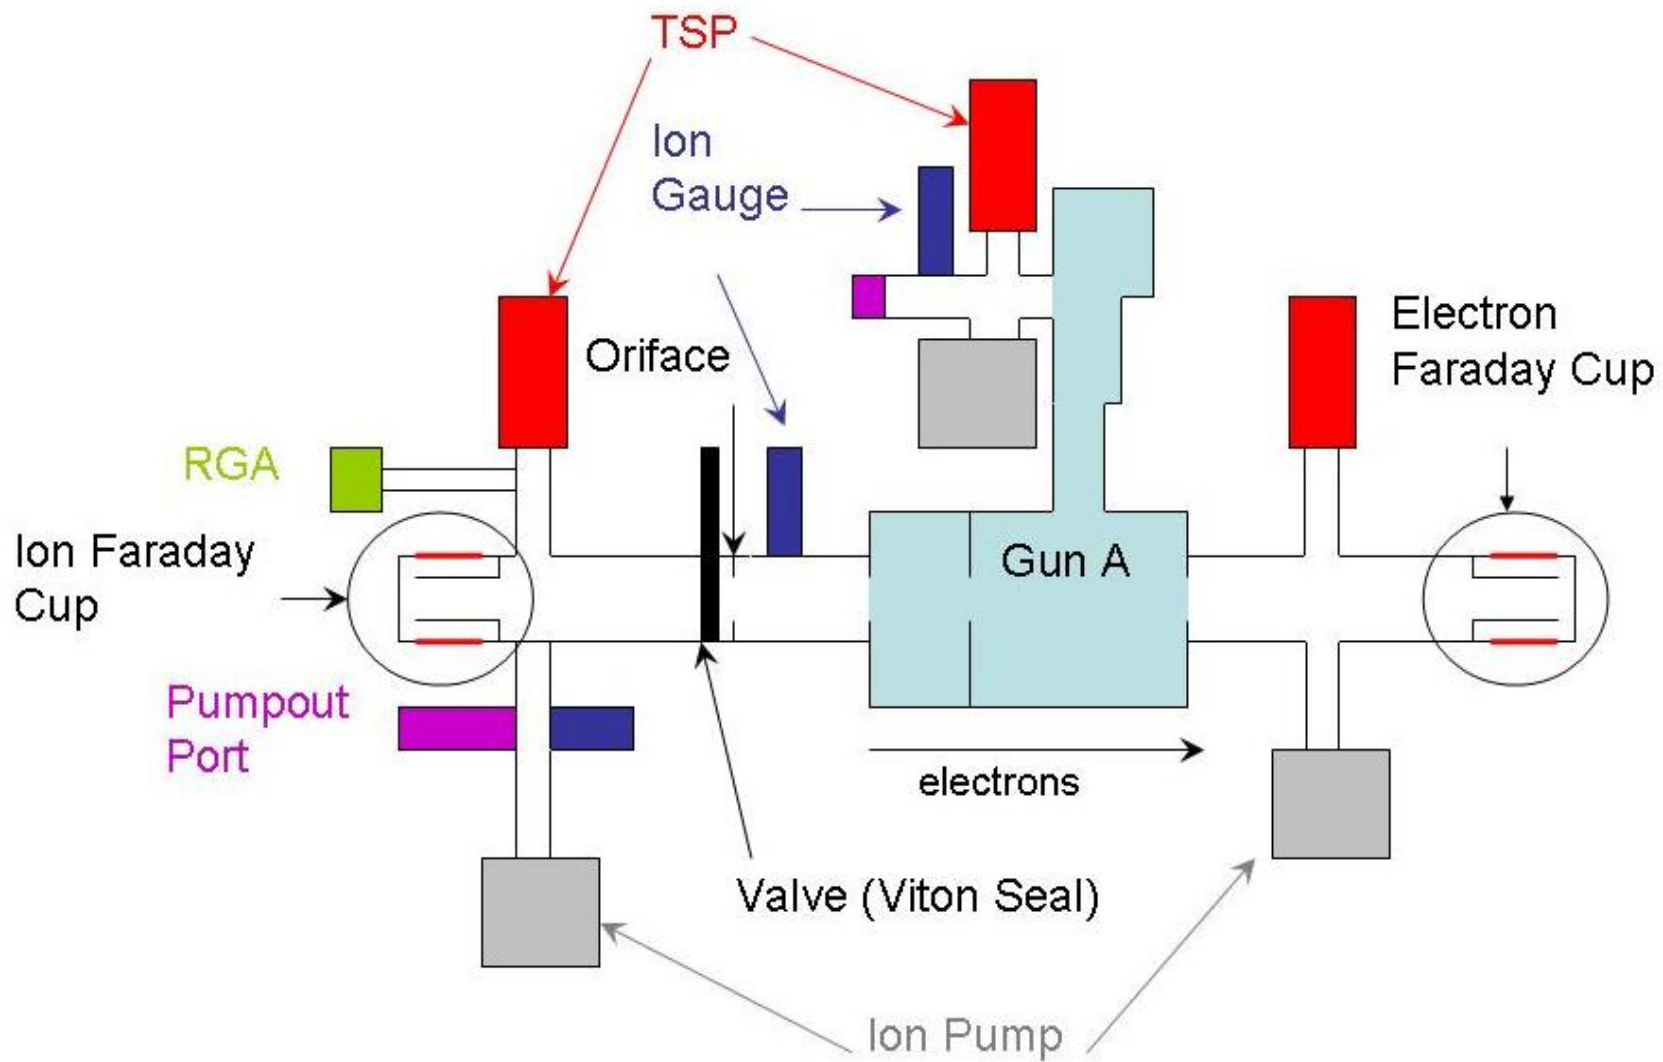 TSP
Ion
Gauge
Oriface
Electron
Faraday Cup
RGA
Ion Faraday
Cup
Gun A
Pumpout
Port
electrons
Valve (Viton Seal)
Ion Pump